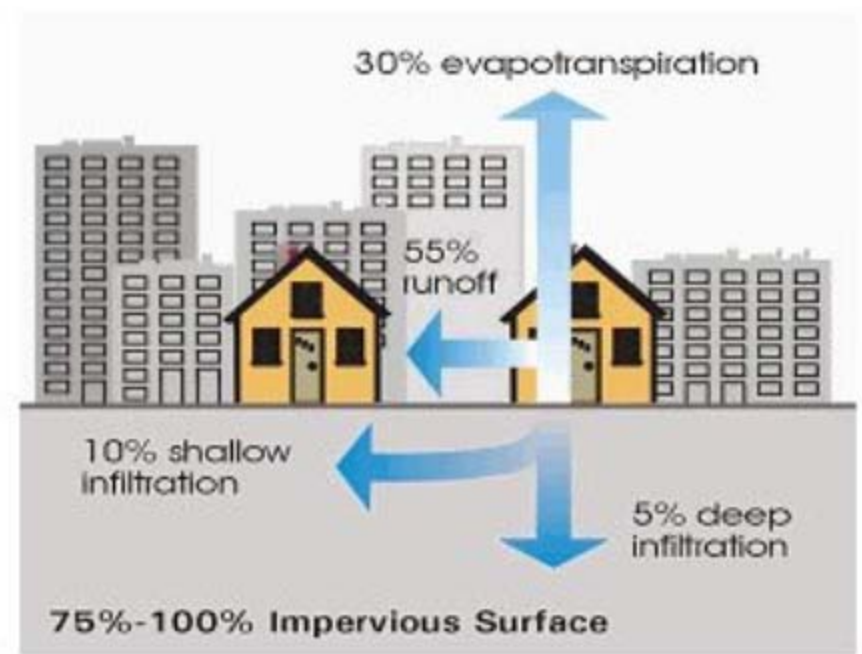 30% evapotranspiration
55%
runoff
10% shallow
infiltration
5% deep
infiltration
75%-100% Impervious Surface